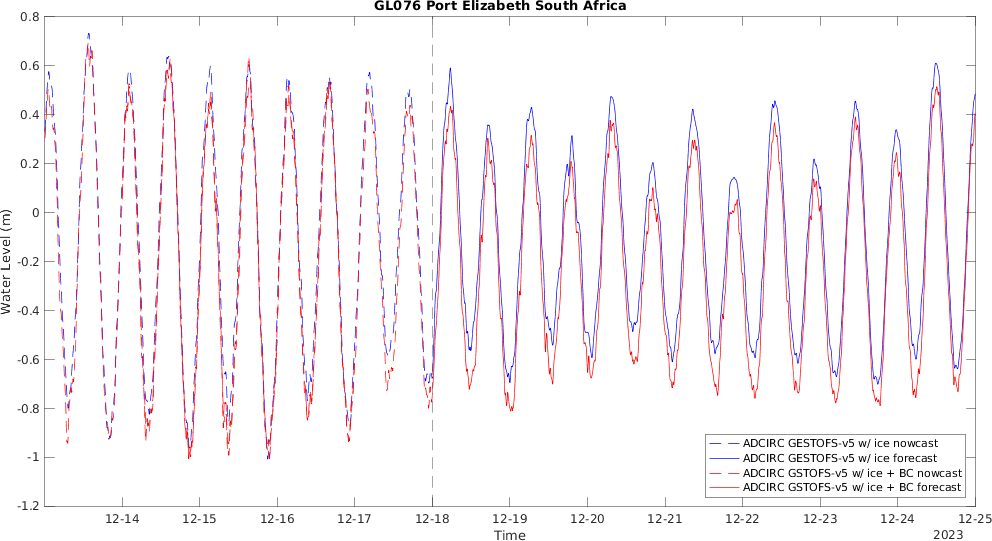 GL076 Port Elizabeth South Africa
0.8
0.6
0.4
0.2
0
-0.2
-0.4
-0.6
-0.8
-1
-1.2
Water Level (m)
ADCIRC GESTOFS-v5 w/ ice nowcast
ADCIRC GESTOFS-v5 w/ ice forecast
ADCIRC GSTOFS-v5 w/ ice + BC nowcast
ADCIRC GSTOFS-v5 w/ ice + BC forecast
12-14 12-15 12-16 12-17 12-18 12-19 12-20 12-21 12-22 12-23 12-24 12-25
Time
2023